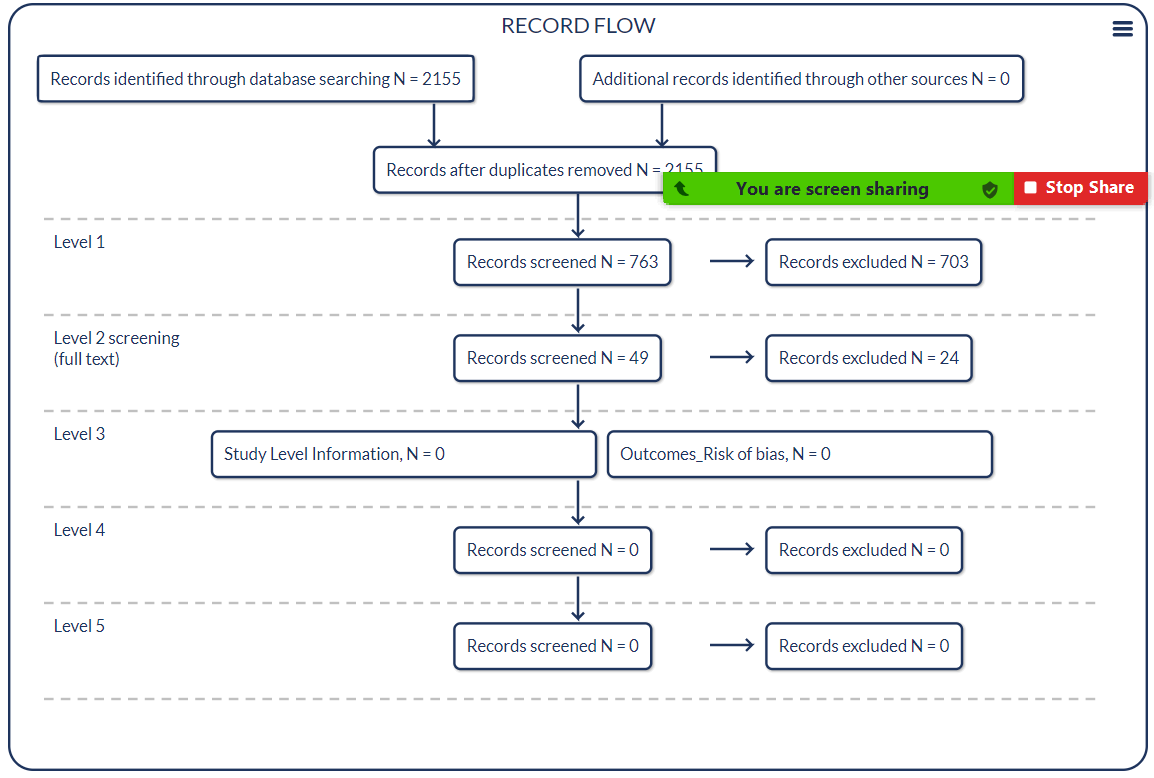 RECORD FLOW
Records identified through database searching N = 2155
Additional records identified through other sources N = 0
Records after duplicates removed N = 2155
You are screen sharing
Stop Share
Level 1
Records screened N = 763
Records excluded N = 703
Level 2 screening
(full text)
Records screened N = 49
Records excluded N = 24
Level 3
Study Level Information, N = 0
Outcomes_Risk of bias, N = 0
Level 4
Records screened N = 0
Records excluded N = 0
Level 5
Records screened N = 0
Records excluded N = 0